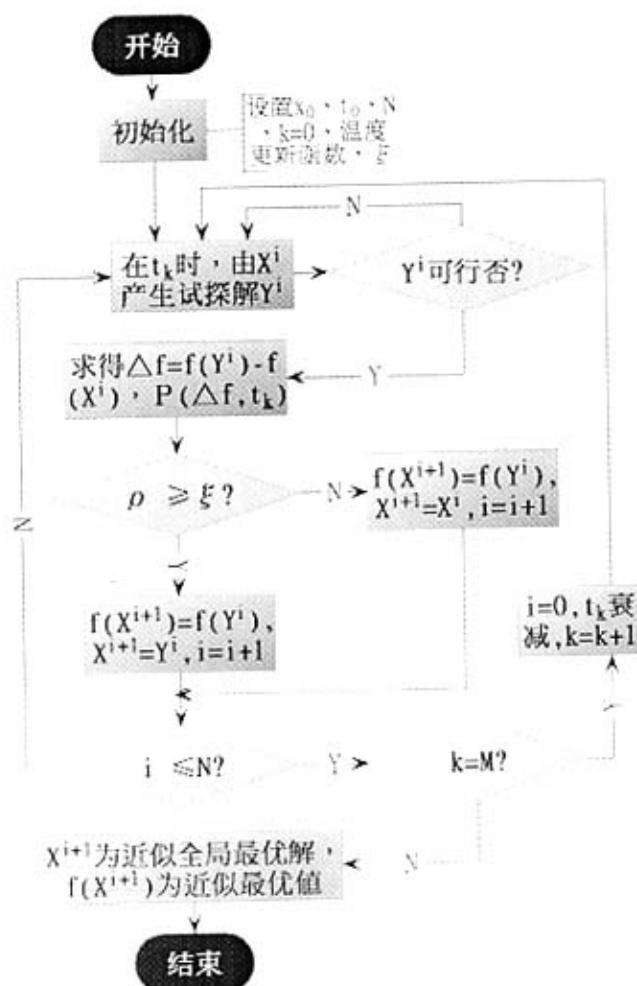 开始
初始化
设置x₀、t₀、N
、k=0、温度
更新函数、ξ
N
在tₖ时，由Xⁱ
产生试探解Yⁱ
Yⁱ可行否?
求得△f=f(Yⁱ)-f
(Xⁱ)，P(△f,tₖ)
Y
ρ ≥ξ?
N
f(Xⁱ⁺¹)=f(Yⁱ),
Xⁱ⁺¹=Xⁱ,i=i+1
N
Y
f(Xⁱ⁺¹)=f(Yⁱ),
Xⁱ⁺¹=Yⁱ,i=i+1
i=0,tₖ衰
减,k=k+1
Y
i ≤N?
Y
k=M?
N
Xⁱ⁺¹为近似全局最优解，
f(Xⁱ⁺¹)为近似最优值
结束